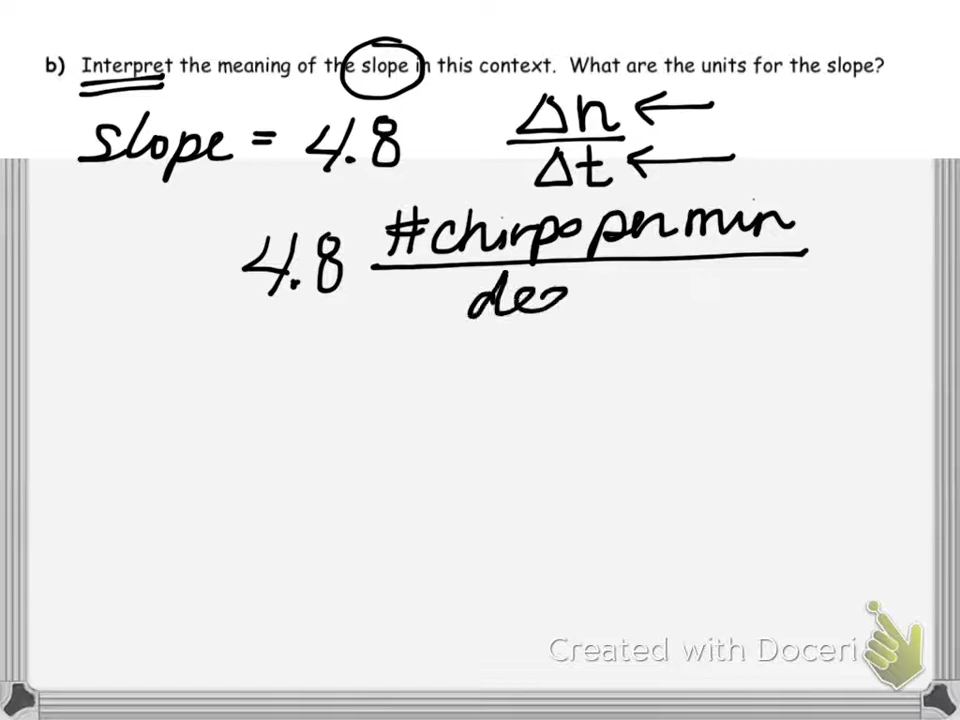 b) Interpret the meaning of the slope in this context. What are the units for the slope?
slope = 4.8 Δn ←
Δt ←
4.8 #chirps per min
de
Created with Doceri